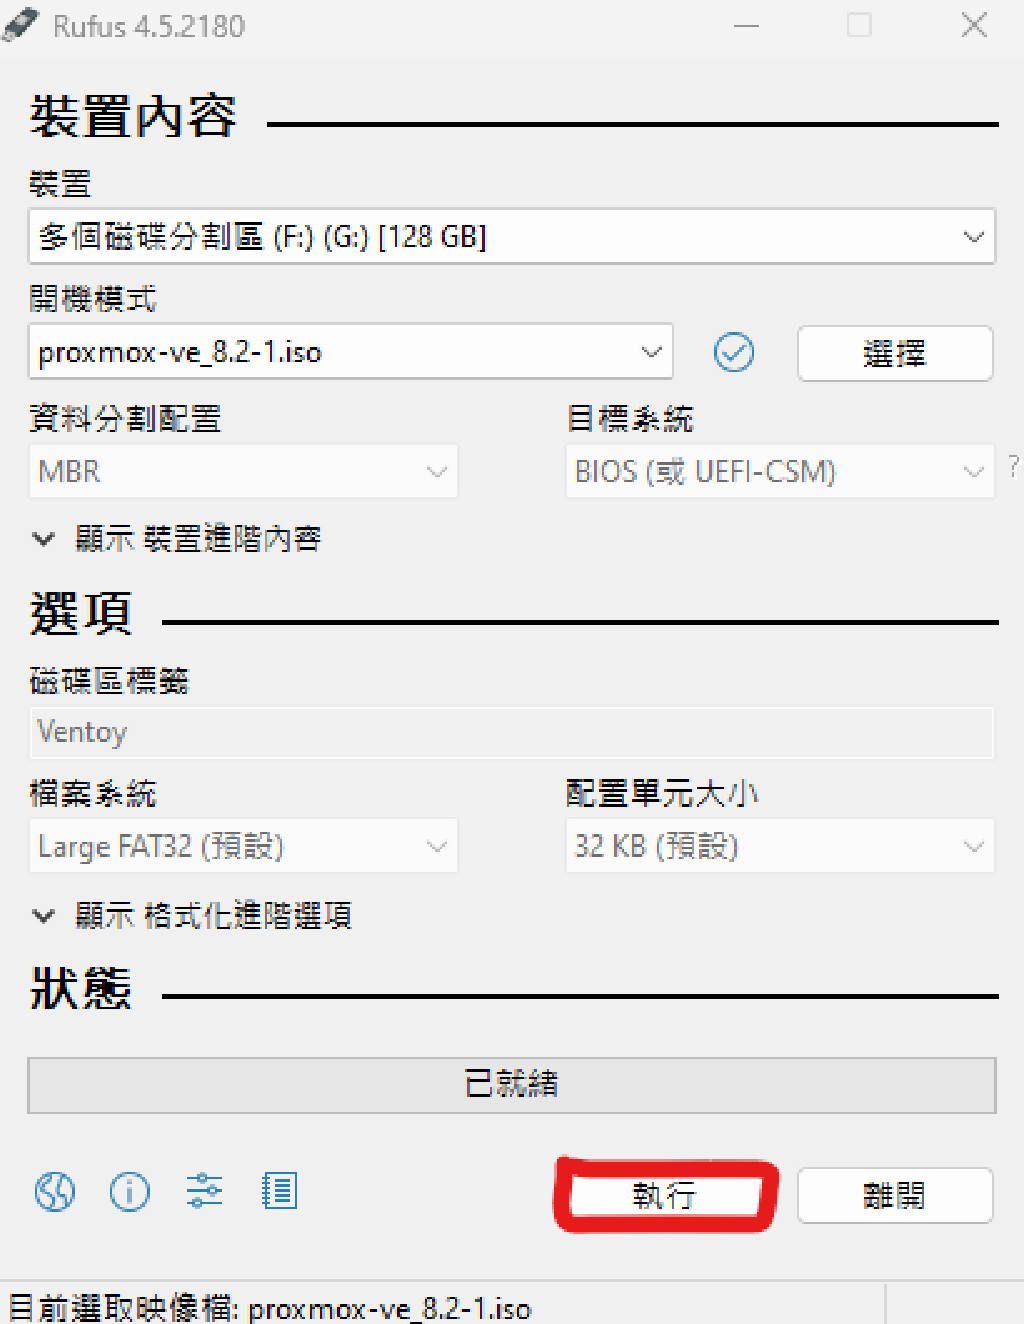 Rufus 4.5.2180
裝置內容
裝置
多個磁碟分割區 (F:) (G:) [128 GB]
開機模式
proxmox-ve_8.2-1.iso
選擇
資料分割配置
目標系統
MBR
BIOS (或 UEFI-CSM)
?
顯示 裝置進階內容
選項
磁碟區標籤
Ventoy
檔案系統
配置單元大小
Large FAT32 (預設)
32 KB (預設)
顯示 格式化進階選項
狀態
已就緒
執行
離開
目前選取映像檔: proxmox-ve_8.2-1.iso